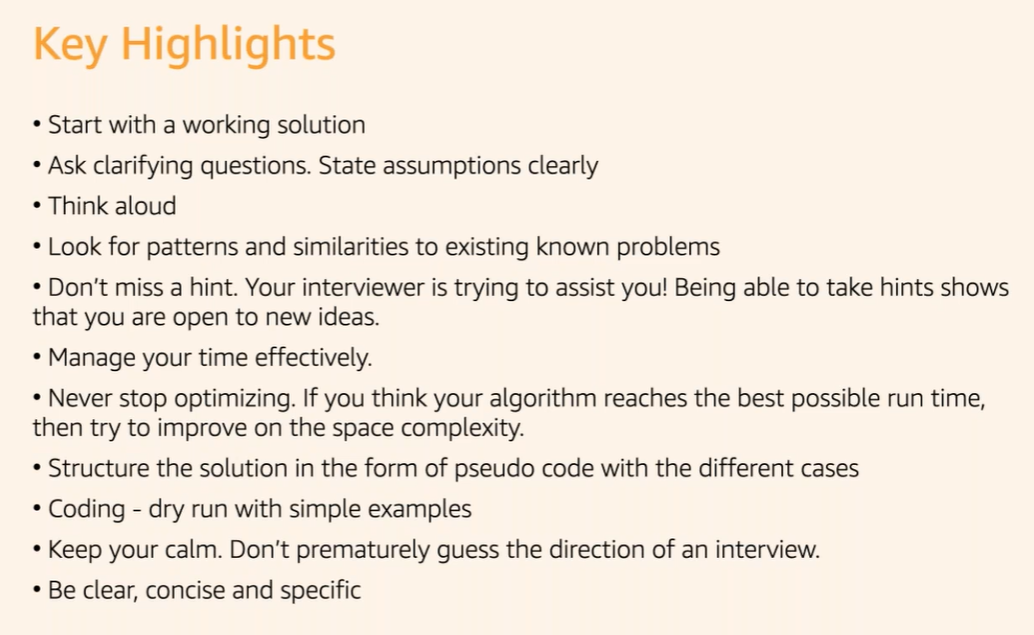 Key Highlights
• Start with a working solution
• Ask clarifying questions. State assumptions clearly
• Think aloud
• Look for patterns and similarities to existing known problems
• Don’t miss a hint. Your interviewer is trying to assist you! Being able to take hints shows
that you are open to new ideas.
• Manage your time effectively.
• Never stop optimizing. If you think your algorithm reaches the best possible run time,
then try to improve on the space complexity.
• Structure the solution in the form of pseudo code with the different cases
• Coding - dry run with simple examples
• Keep your calm. Don’t prematurely guess the direction of an interview.
• Be clear, concise and specific